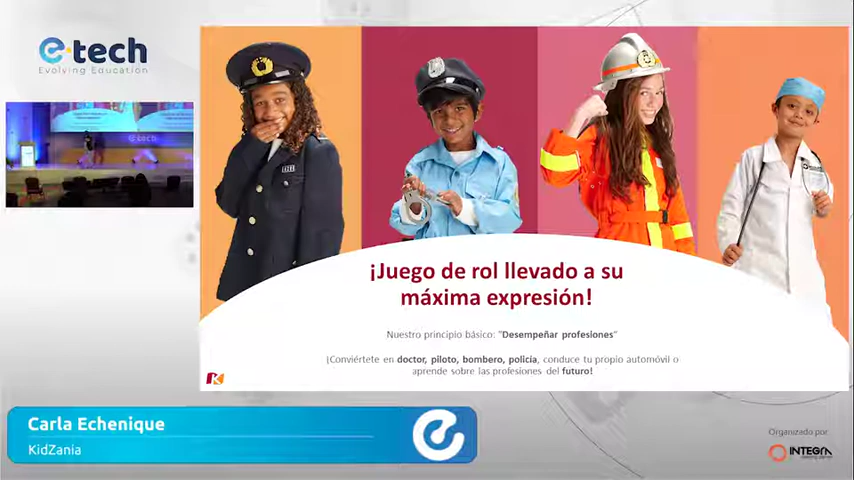 e·tech
Evolving Education
e·tech
¡Juego de rol llevado a su
máxima expresión!
Nuestro principio básico: "Desempeñar profesiones"
¡Conviértete en doctor, piloto, bombero, policía, conduce tu propio automóvil o
aprende sobre las profesiones del futuro!
K
Carla Echenique
KidZania
e
Organizado por
INTEGRA